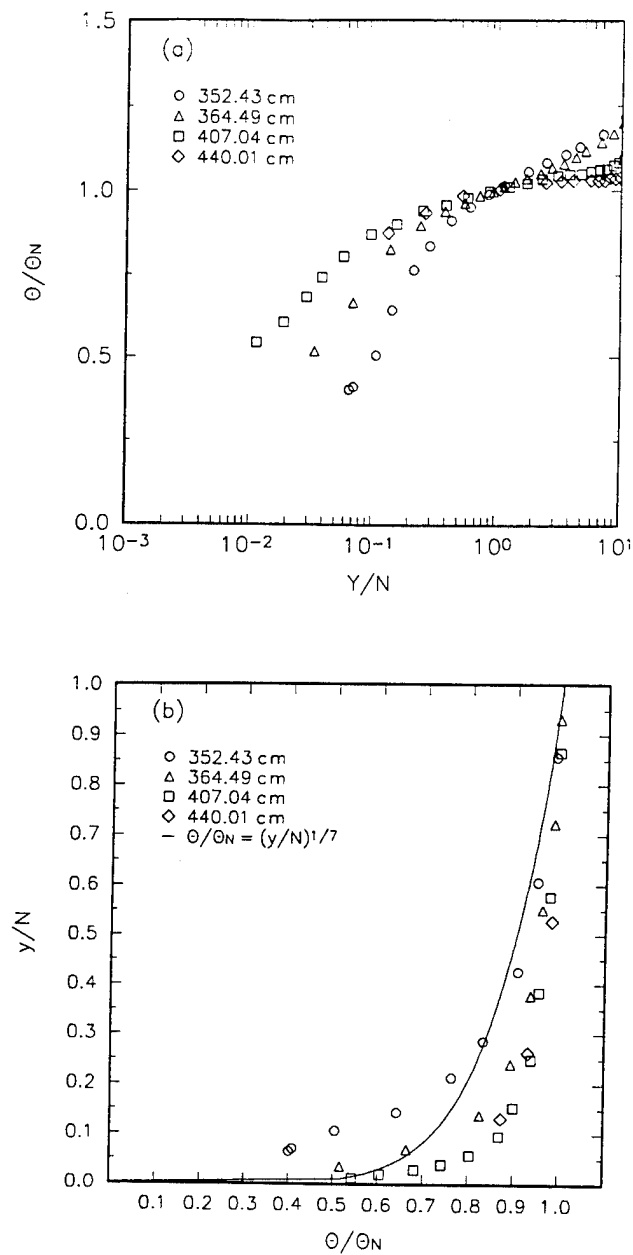 1.5
(a)
○ 352.43 cm
△ 364.49 cm
□ 407.04 cm
◇ 440.01 cm
1.0
Θ/ΘN
0.5
0.0
10⁻³ 10⁻² 10⁻¹ 10⁰ 10¹
Y/N
1.0
(b)
0.9
○ 352.43 cm
0.8
△ 364.49 cm
□ 407.04 cm
0.7
◇ 440.01 cm
— Θ/ΘN = (y/N)1/7
0.6
y/N
0.5
0.4
0.3
0.2
0.1
0.0
0.1 0.2 0.3 0.4 0.5 0.6 0.7 0.8 0.9 1.0
Θ/ΘN